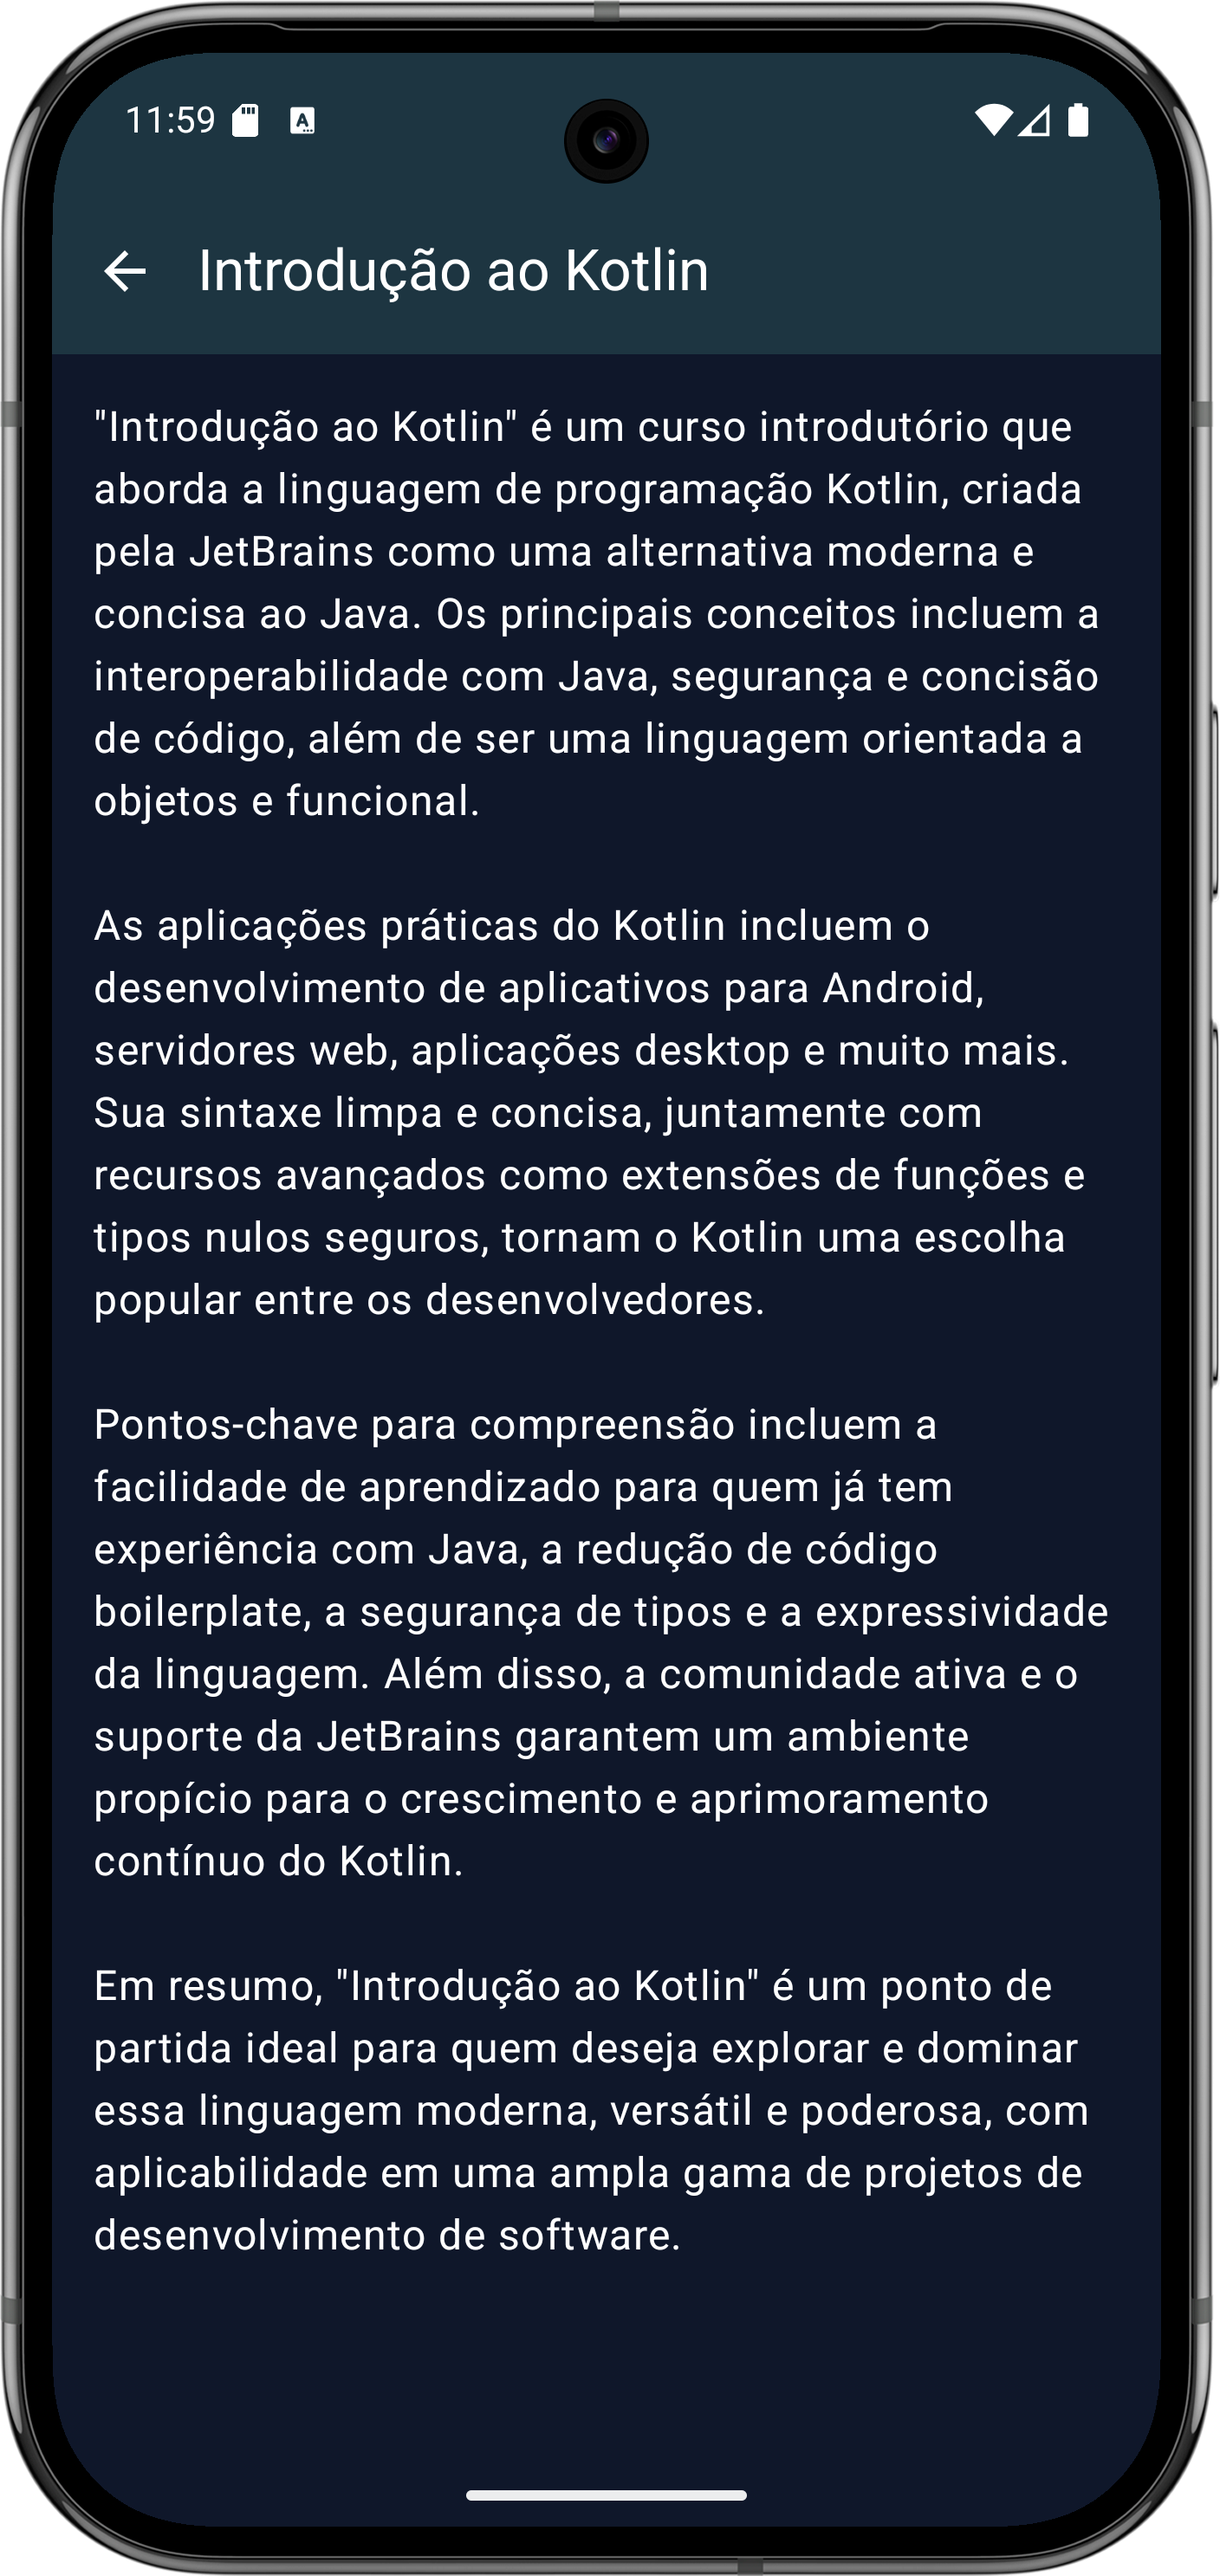 11:59
Introdução ao Kotlin
"Introdução ao Kotlin" é um curso introdutório que
aborda a linguagem de programação Kotlin, criada
pela JetBrains como uma alternativa moderna e
concisa ao Java. Os principais conceitos incluem a
interoperabilidade com Java, segurança e concisão
de código, além de ser uma linguagem orientada a
objetos e funcional.
As aplicações práticas do Kotlin incluem o
desenvolvimento de aplicativos para Android,
servidores web, aplicações desktop e muito mais.
Sua sintaxe limpa e concisa, juntamente com
recursos avançados como extensões de funções e
tipos nulos seguros, tornam o Kotlin uma escolha
popular entre os desenvolvedores.
Pontos-chave para compreensão incluem a
facilidade de aprendizado para quem já tem
experiência com Java, a redução de código
boilerplate, a segurança de tipos e a expressividade
da linguagem. Além disso, a comunidade ativa e o
suporte da JetBrains garantem um ambiente
propício para o crescimento e aprimoramento
contínuo do Kotlin.
Em resumo, "Introdução ao Kotlin" é um ponto de
partida ideal para quem deseja explorar e dominar
essa linguagem moderna, versátil e poderosa, com
aplicabilidade em uma ampla gama de projetos de
desenvolvimento de software.